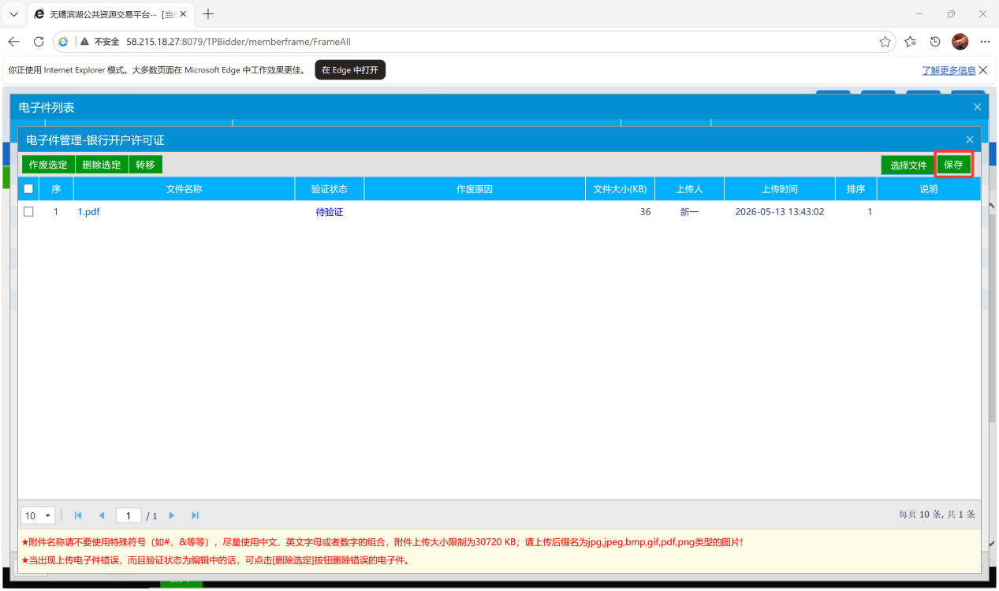 无锡滨湖公共资源交易平台-- [当
不安全 58.215.18.27:8079/TPBidder/memberframe/FrameAll
你正使用 Internet Explorer 模式。大多数页面在 Microsoft Edge 中工作效果更佳。 在 Edge 中打开 了解更多信息
电子件列表
电子件管理-银行开户许可证
作废选定 删除选定 转移 选择文件 保存
序 文件名称 验证状态 作废原因 文件大小(KB) 上传人 上传时间 排序 说明
1 1.pdf 待验证 36 新一 2026-05-13 13:43:02 1
10 1 / 1 每页 10 条, 共 1 条
★附件名称请不要使用特殊符号（如#、&等等），尽量使用中文、英文字母或者数字的组合，附件上传大小限制为30720 KB；请上传后缀名为jpg,jpeg,bmp,gif,pdf,png类型的图片!
★当出现上传电子件错误，而且验证状态为编辑中的话，可点击[删除选定]按钮删除错误的电子件。